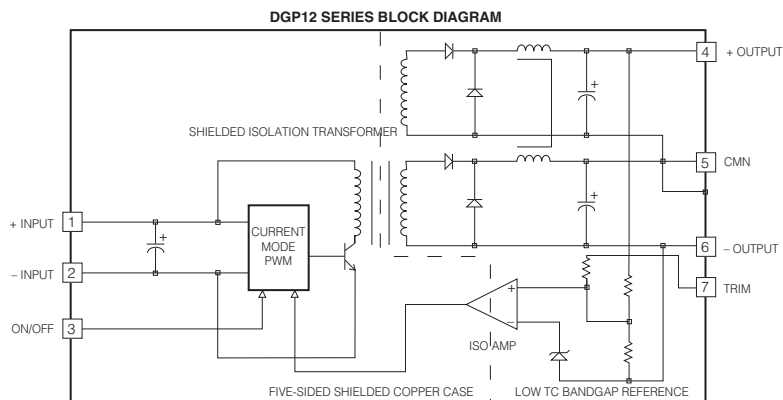 DGP12 SERIES BLOCK DIAGRAM
4 + OUTPUT
+
SHIELDED ISOLATION TRANSFORMER
5 CMN
+ INPUT 1
+
CURRENT
MODE
PWM
+
6 – OUTPUT
– INPUT 2
7 TRIM
+
ON/OFF 3
–
ISO AMP
FIVE-SIDED SHIELDED COPPER CASE
LOW TC BANDGAP REFERENCE